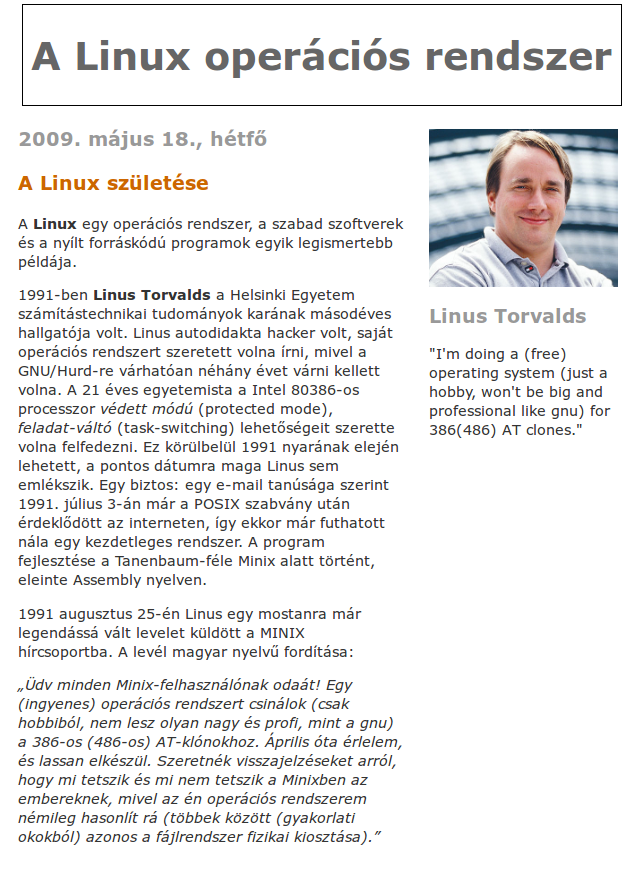 A Linux operációs rendszer
2009. május 18., hétfő
A Linux születése
A Linux egy operációs rendszer, a szabad szoftverek
és a nyílt forráskódú programok egyik legismertebb
példája.
1991-ben Linus Torvalds a Helsinki Egyetem
számítástechnikai tudományok karának másodéves
hallgatója volt. Linus autodidakta hacker volt, saját
operációs rendszert szeretett volna írni, mivel a
GNU/Hurd-re várhatóan néhány évet várni kellett
volna. A 21 éves egyetemista a Intel 80386-os
processzor védett módú (protected mode),
feladat-váltó (task-switching) lehetőségeit szerette
volna felfedezni. Ez körülbelül 1991 nyarának elején
lehetett, a pontos dátumra maga Linus sem
emlékszik. Egy biztos: egy e-mail tanúsága szerint
1991. július 3-án már a POSIX szabvány után
érdeklődött az interneten, így ekkor már futhatott
nála egy kezdetleges rendszer. A program
fejlesztése a Tanenbaum-féle Minix alatt történt,
eleinte Assembly nyelven.
1991 augusztus 25-én Linus egy mostanra már
legendássá vált levelet küldött a MINIX
hírcsoportba. A levél magyar nyelvű fordítása:
„Üdv minden Minix-felhasználónak odaát! Egy
(ingyenes) operációs rendszert csinálok (csak
hobbiból, nem lesz olyan nagy és profi, mint a gnu)
a 386-os (486-os) AT-klónokhoz. Április óta érlelem,
és lassan elkészül. Szeretnék visszajelzéseket arról,
hogy mi tetszik és mi nem tetszik a Minixben az
embereknek, mivel az én operációs rendszerem
némileg hasonlít rá (többek között (gyakorlati
okokból) azonos a fájlrendszer fizikai kiosztása).”
Linus Torvalds
"I'm doing a (free)
operating system (just a
hobby, won't be big and
professional like gnu) for
386(486) AT clones."